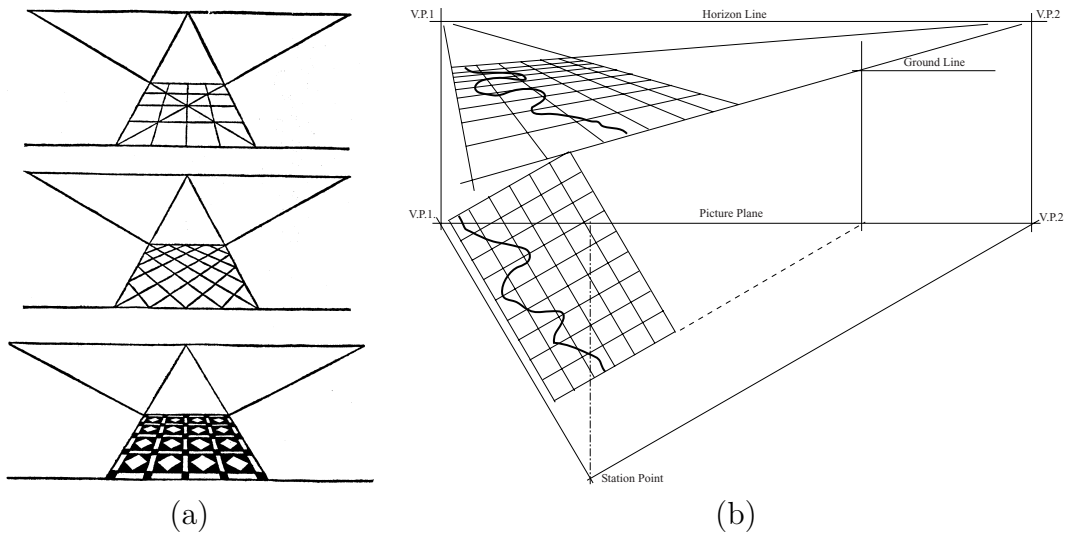 V.P.1
Horizon Line
V.P.2
Ground Line
V.P.1.
Picture Plane
V.P.2
Station Point
(a)
(b)